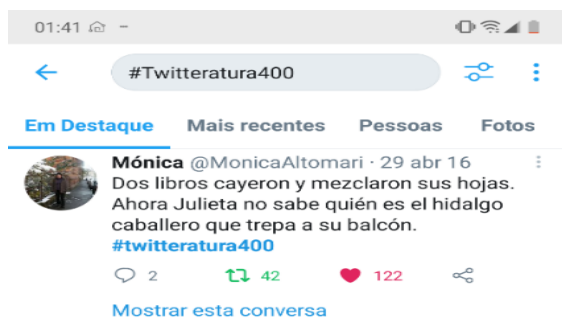 01:41
#Twitteratura400
Em Destaque Mais recentes Pessoas Fotos
Mónica @MonicaAltomari · 29 abr 16
Dos libros cayeron y mezclaron sus hojas.
Ahora Julieta no sabe quién es el hidalgo
caballero que trepa a su balcón.
#twitteratura400
2 42 122
Mostrar esta conversa